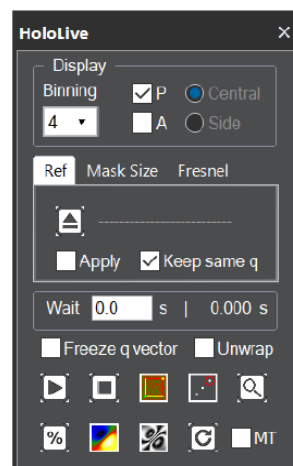 HoloLive ×
Display
Binning P Central
4 A Side
Ref Mask Size Fresnel
--------------------------
Apply Keep same q
Wait 0.0 s | 0.000 s
Freeze q vector Unwrap
% % C MT